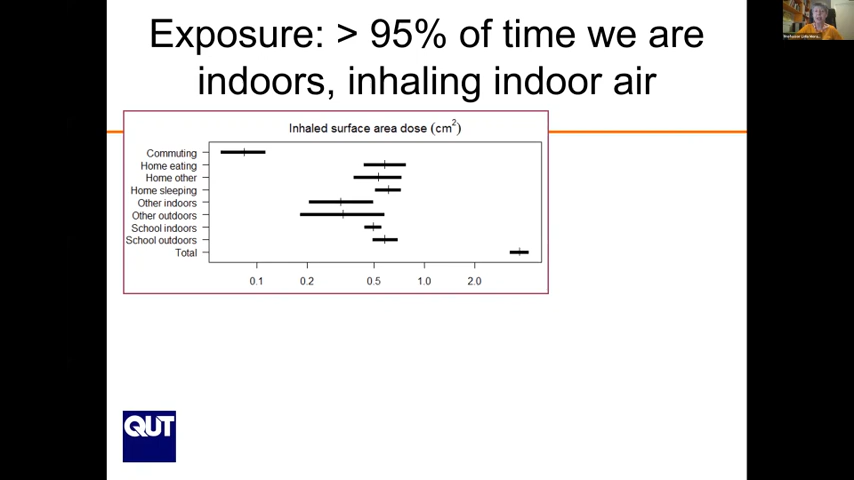 Exposure: > 95% of time we are
indoors, inhaling indoor air
Inhaled surface area dose (cm2)
Commuting
Home eating
Home other
Home sleeping
Other indoors
Other outdoors
School indoors
School outdoors
Total
0.1 0.2 0.5 1.0 2.0
QUT